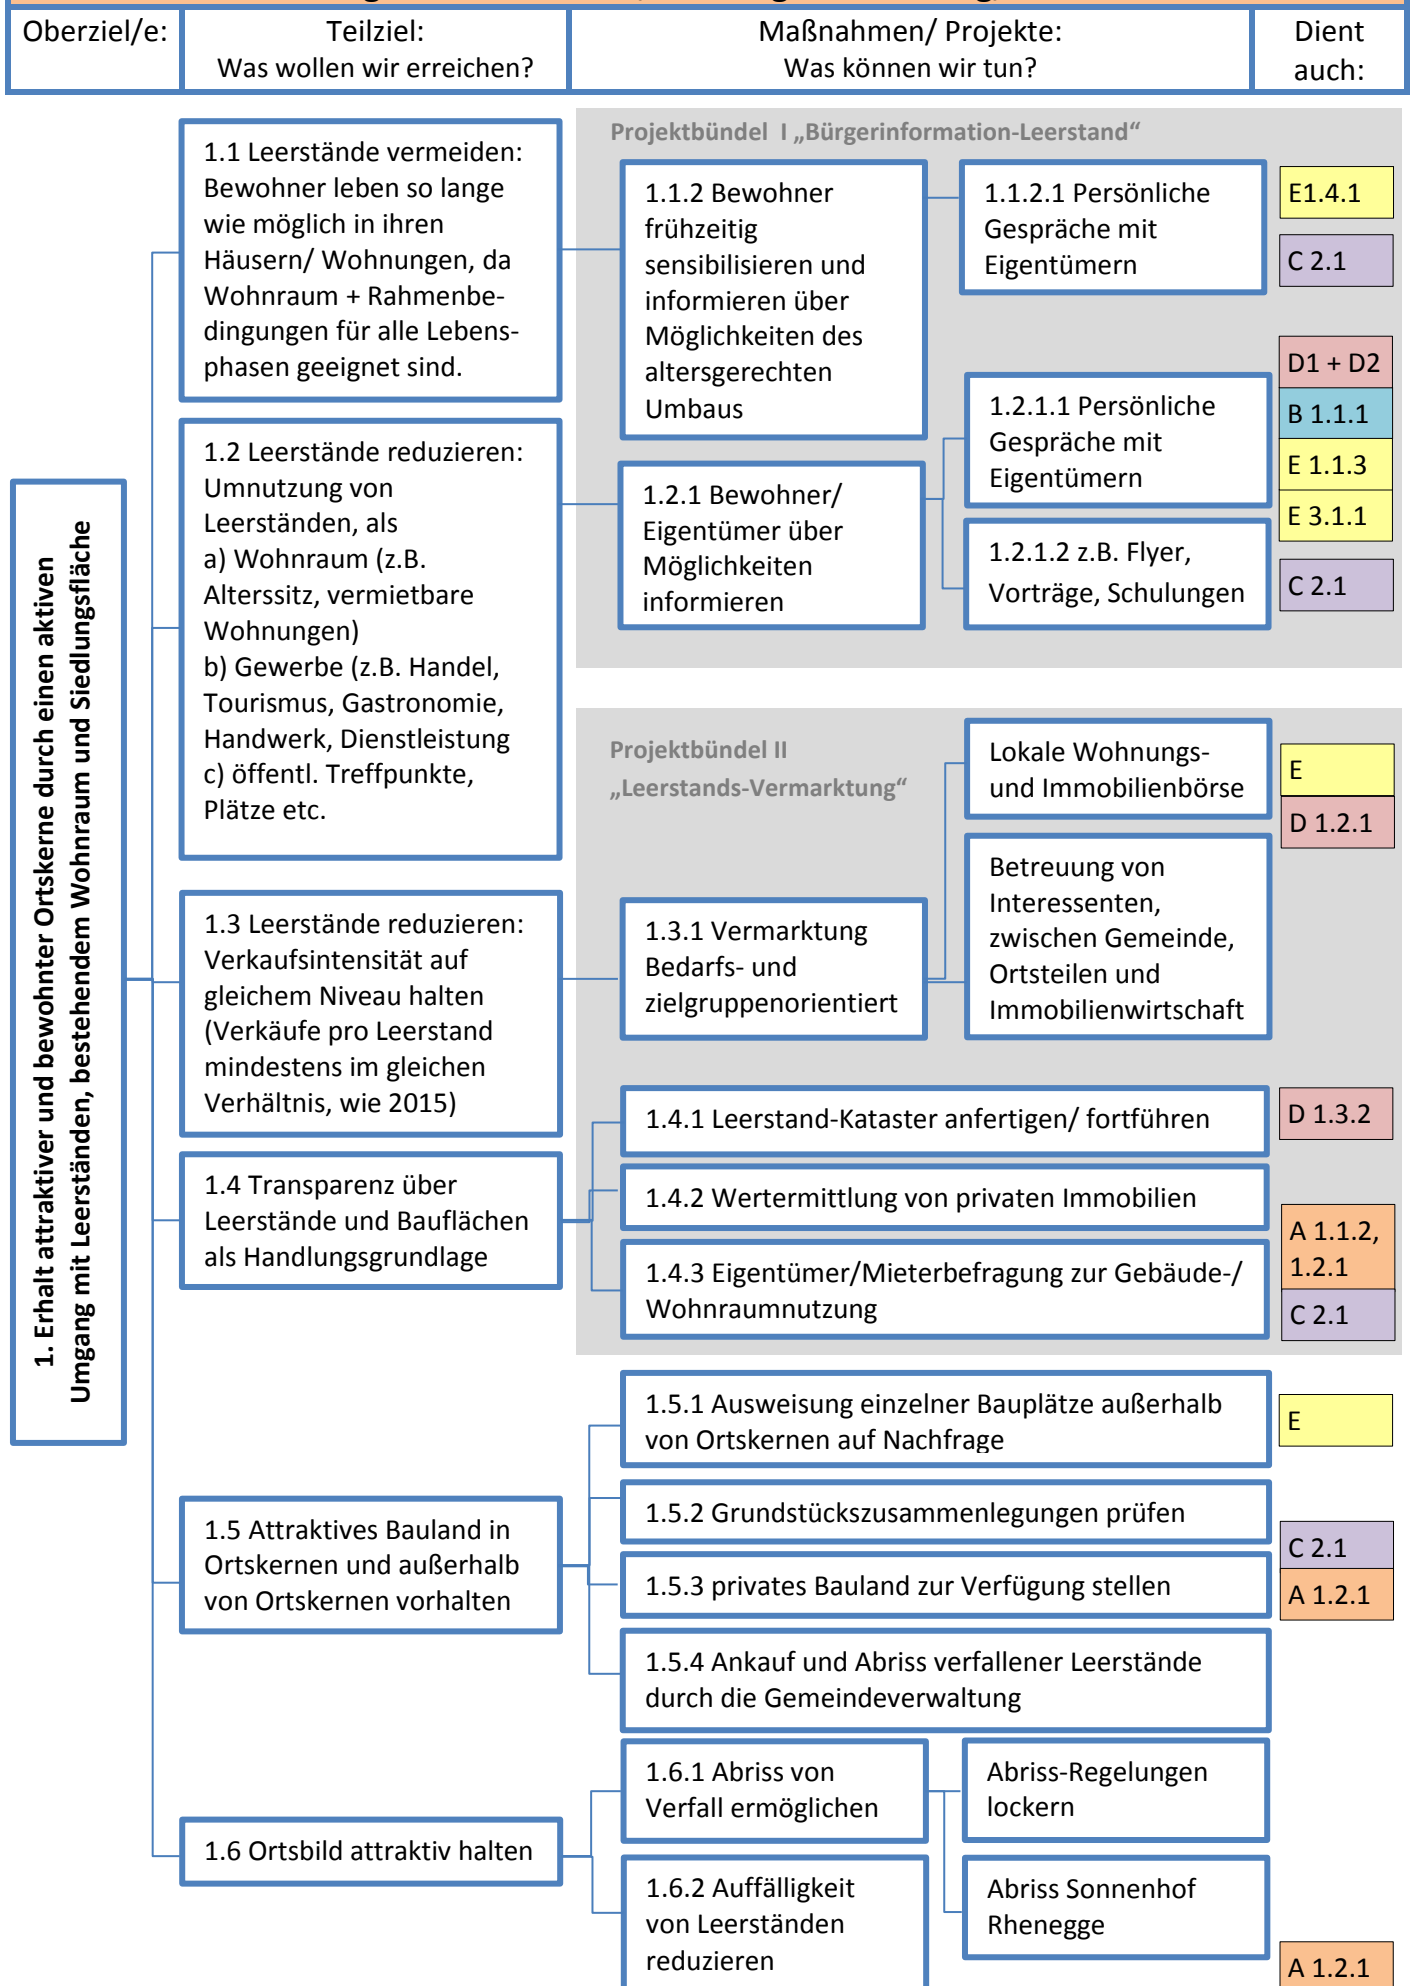 Oberziel/e:
Teilziel:
Was wollen wir erreichen?
Maßnahmen/ Projekte:
Was können wir tun?
Dient
auch:
1. Erhalt attraktiver und bewohnter Ortskerne durch einen aktiven
Umgang mit Leerständen, bestehendem Wohnraum und Siedlungsfläche
1.1 Leerstände vermeiden:
Bewohner leben so lange
wie möglich in ihren
Häusern/ Wohnungen, da
Wohnraum + Rahmenbe-
dingungen für alle Lebens-
phasen geeignet sind.
Projektbündel I „Bürgerinformation-Leerstand“
1.1.2 Bewohner
frühzeitig
sensibilisieren und
informieren über
Möglichkeiten des
altersgerechten
Umbaus
1.1.2.1 Persönliche
Gespräche mit
Eigentümern
E1.4.1
C 2.1
1.2 Leerstände reduzieren:
Umnutzung von
Leerständen, als
a) Wohnraum (z.B.
Alterssitz, vermietbare
Wohnungen)
b) Gewerbe (z.B. Handel,
Tourismus, Gastronomie,
Handwerk, Dienstleistung
c) öffentl. Treffpunkte,
Plätze etc.
1.2.1 Bewohner/
Eigentümer über
Möglichkeiten
informieren
1.2.1.1 Persönliche
Gespräche mit
Eigentümern
1.2.1.2 z.B. Flyer,
Vorträge, Schulungen
D1 + D2
B 1.1.1
E 1.1.3
E 3.1.1
C 2.1
1.3 Leerstände reduzieren:
Verkaufsintensität auf
gleichem Niveau halten
(Verkäufe pro Leerstand
mindestens im gleichen
Verhältnis, wie 2015)
Projektbündel II
„Leerstands-Vermarktung“
1.3.1 Vermarktung
Bedarfs- und
zielgruppenorientiert
Lokale Wohnungs-
und Immobilienbörse
Betreuung von
Interessenten,
zwischen Gemeinde,
Ortsteilen und
Immobilienwirtschaft
E
D 1.2.1
1.4 Transparenz über
Leerstände und Bauflächen
als Handlungsgrundlage
1.4.1 Leerstand-Kataster anfertigen/ fortführen
1.4.2 Wertermittlung von privaten Immobilien
1.4.3 Eigentümer/Mieterbefragung zur Gebäude-/
Wohnraumnutzung
D 1.3.2
A 1.1.2,
1.2.1
C 2.1
1.5 Attraktives Bauland in
Ortskernen und außerhalb
von Ortskernen vorhalten
1.5.1 Ausweisung einzelner Bauplätze außerhalb
von Ortskernen auf Nachfrage
1.5.2 Grundstückszusammenlegungen prüfen
1.5.3 privates Bauland zur Verfügung stellen
1.5.4 Ankauf und Abriss verfallener Leerstände
durch die Gemeindeverwaltung
E
C 2.1
A 1.2.1
1.6 Ortsbild attraktiv halten
1.6.1 Abriss von
Verfall ermöglichen
1.6.2 Auffälligkeit
von Leerständen
reduzieren
Abriss-Regelungen
lockern
Abriss Sonnenhof
Rhenegge
A 1.2.1